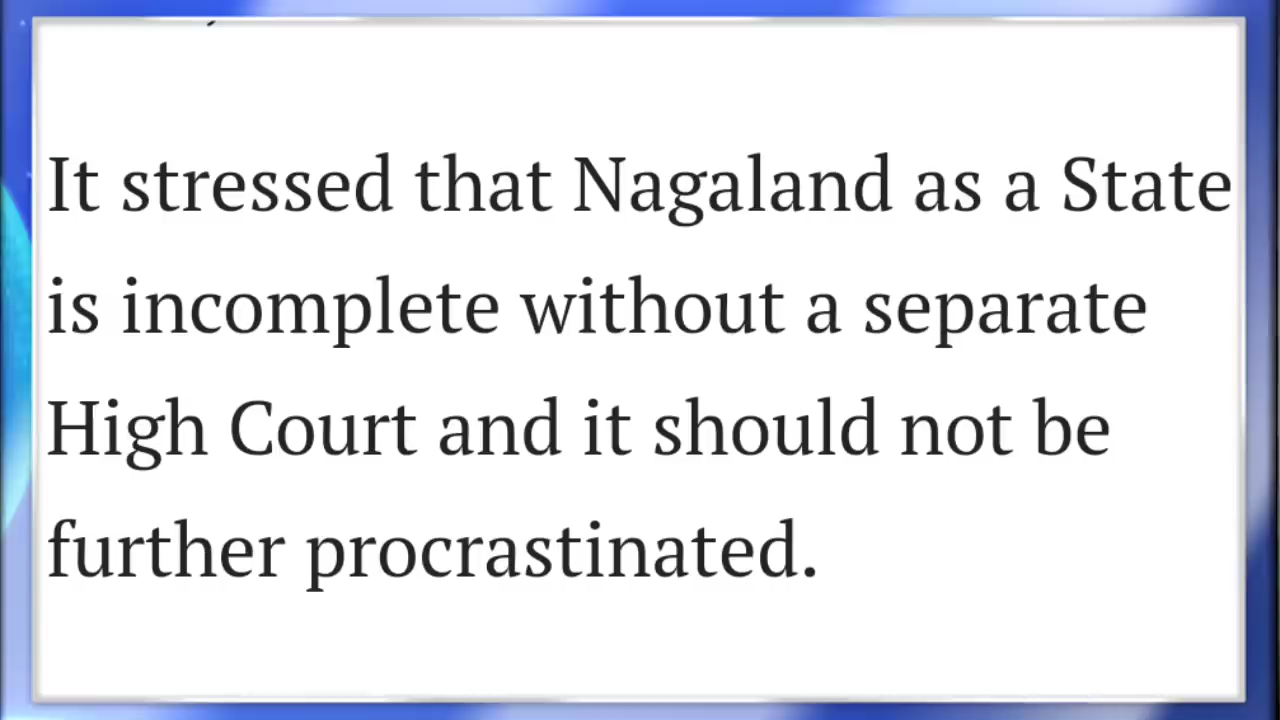 It stressed that Nagaland as a State
is incomplete without a separate
High Court and it should not be
further procrastinated.